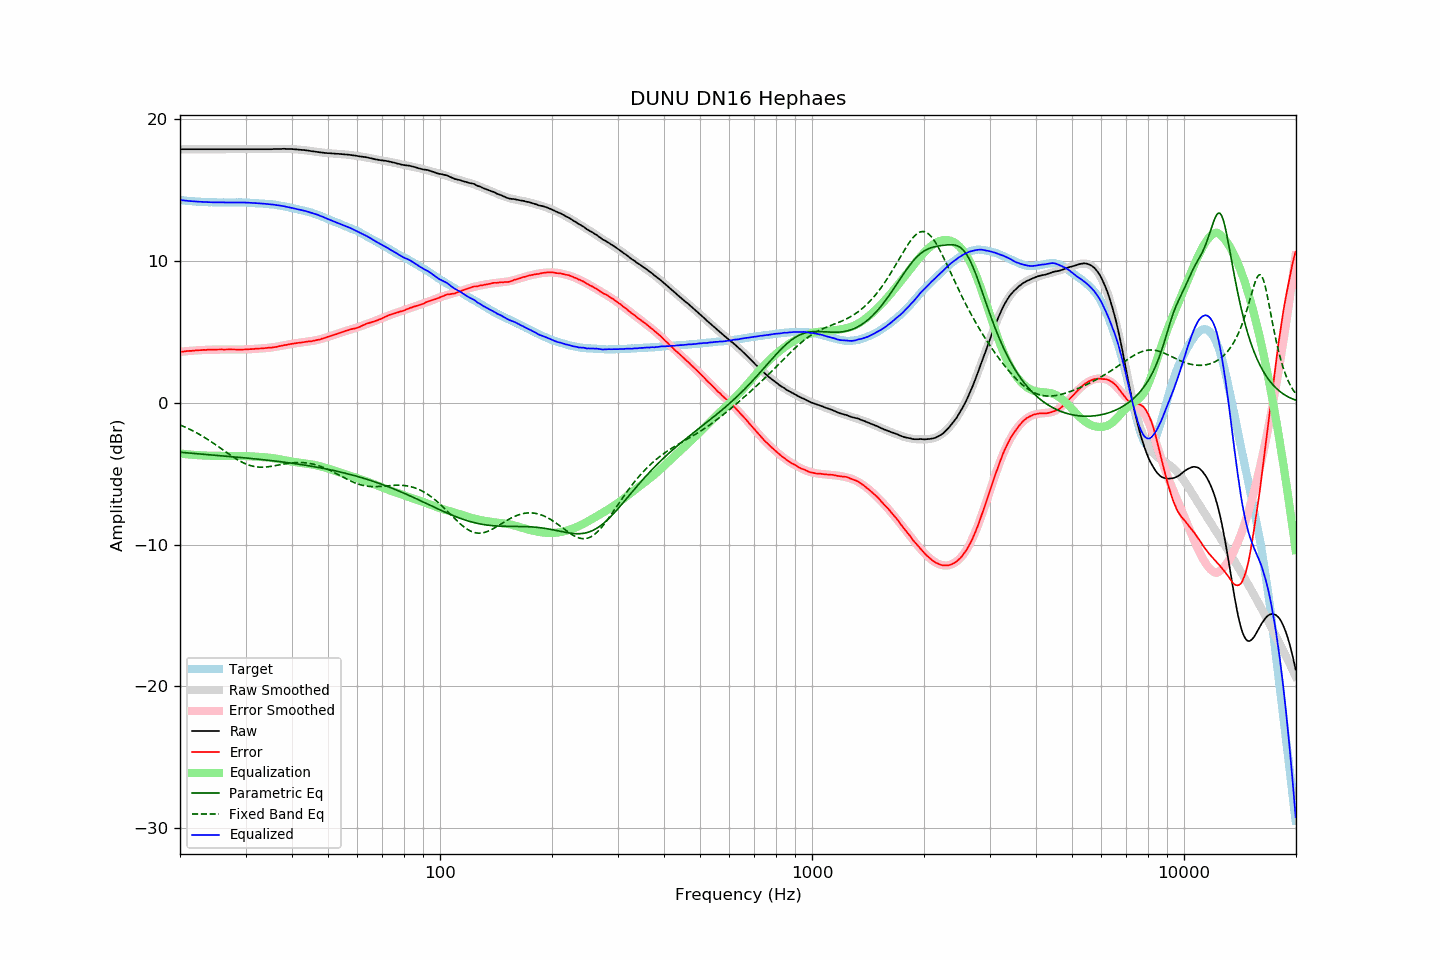 DUNU DN16 Hephaes
20
10
0
−10
−20
−30
Amplitude (dBr)
Target
Raw Smoothed
Error Smoothed
Raw
Error
Equalization
Parametric Eq
Fixed Band Eq
Equalized
100 1000 10000
Frequency (Hz)